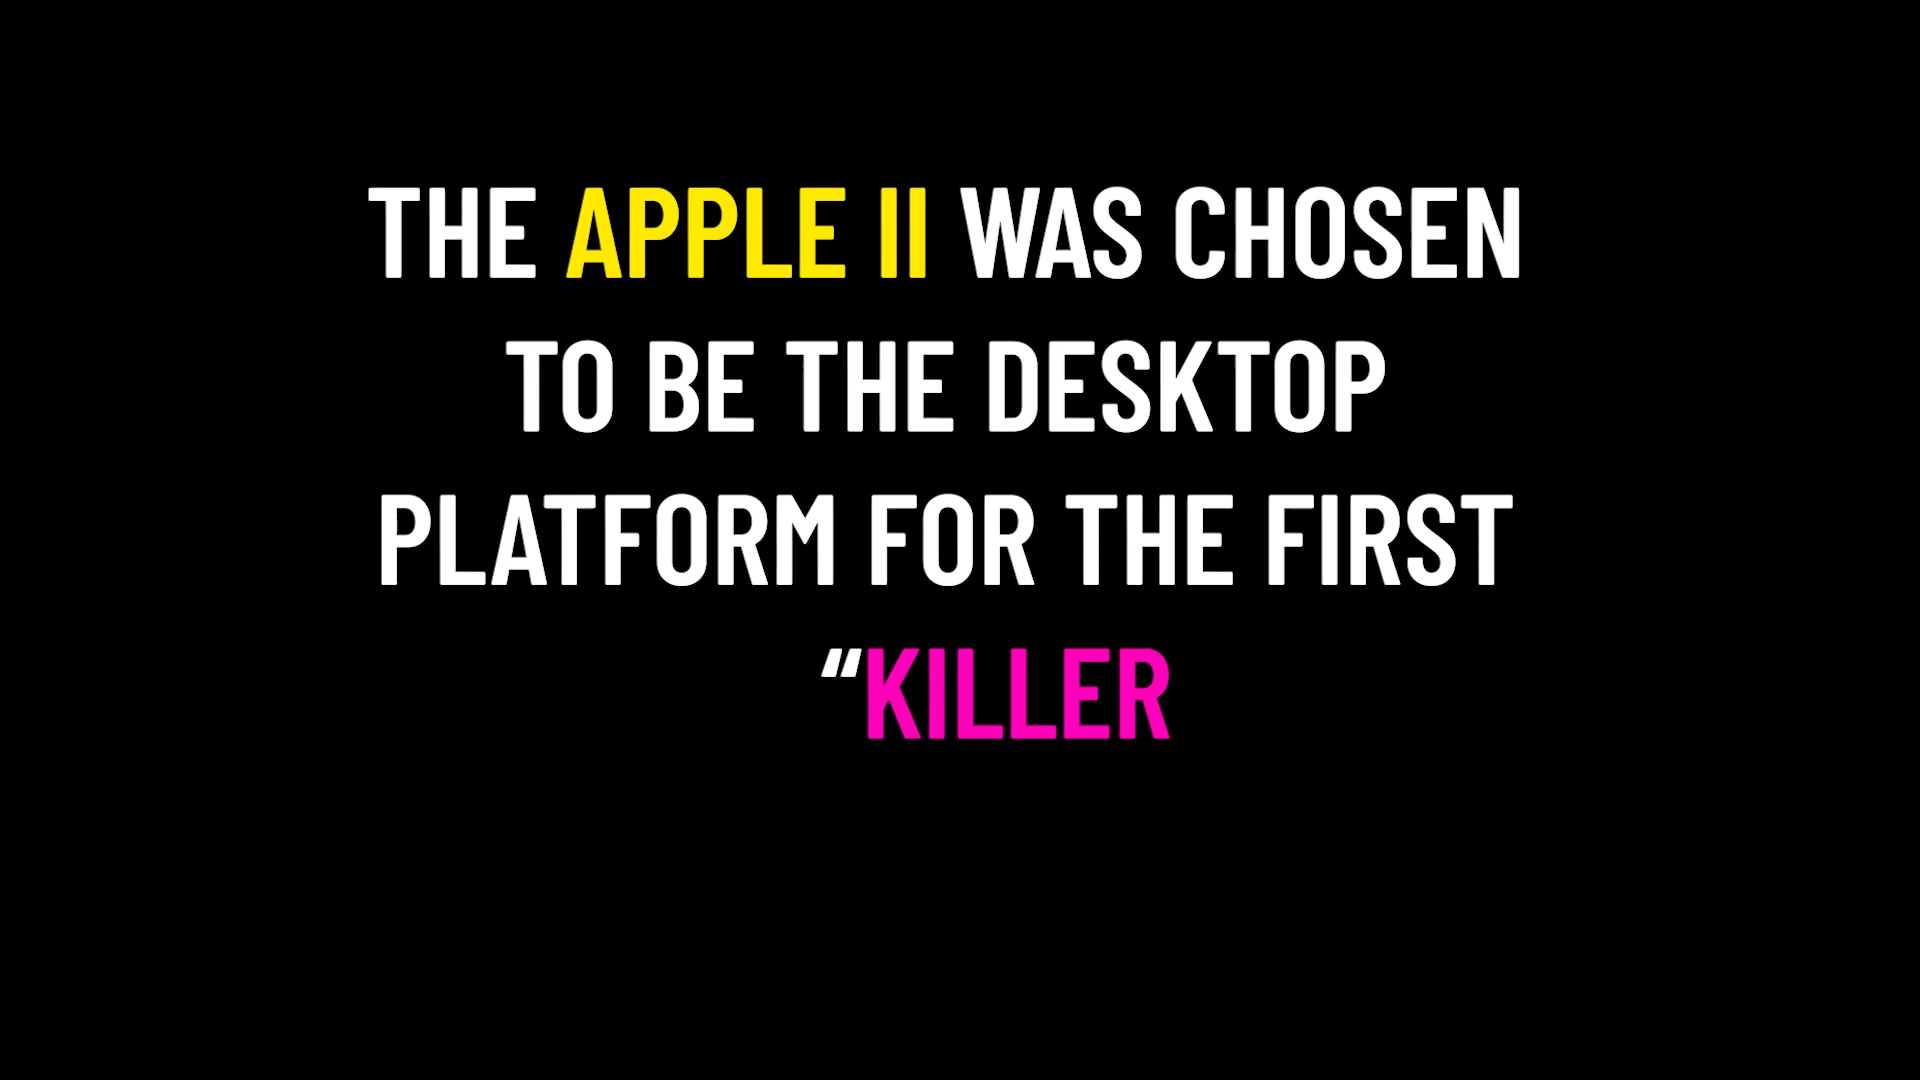 THE APPLE II WAS CHOSEN
TO BE THE DESKTOP
PLATFORM FOR THE FIRST
“KILLER